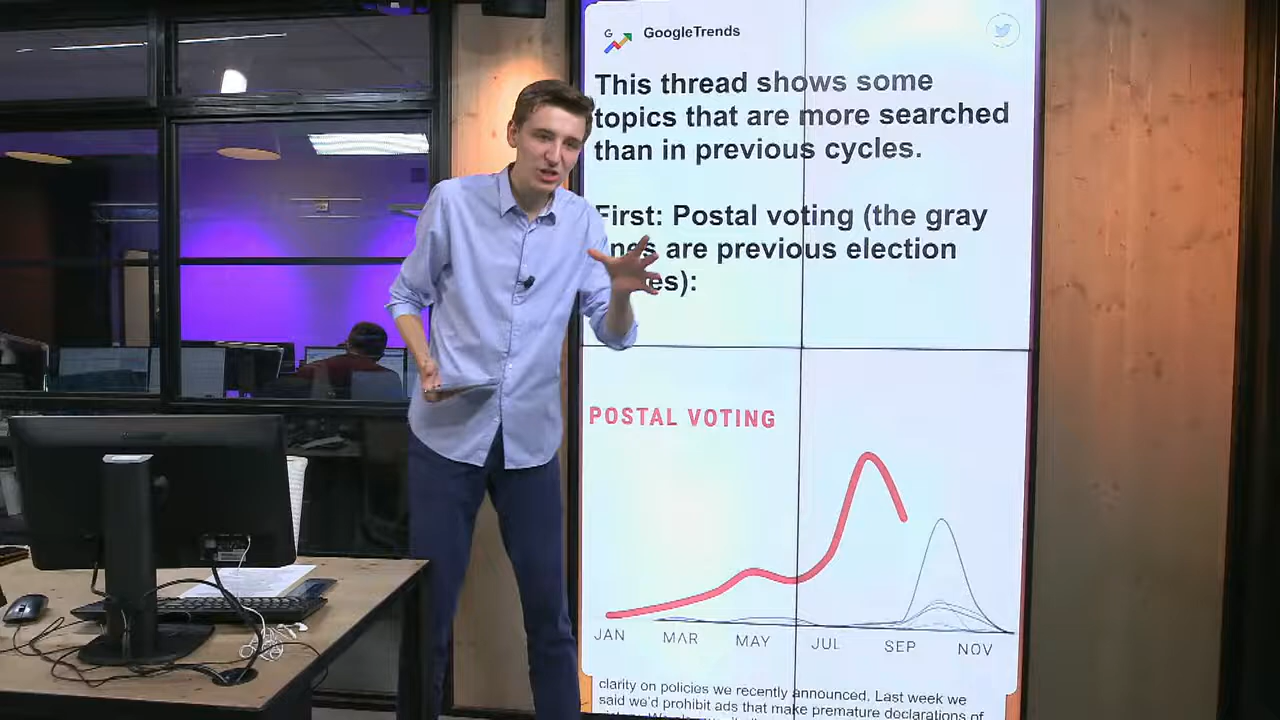 GoogleTrends
This thread shows some
topics that are more searched
than in previous cycles.
First: Postal voting (the gray
are previous election
POSTAL VOTING
JAN MAR MAY JUL SEP NOV
clarity on policies we recently announced. Last week we
said we'd prohibit ads that make premature declarations of